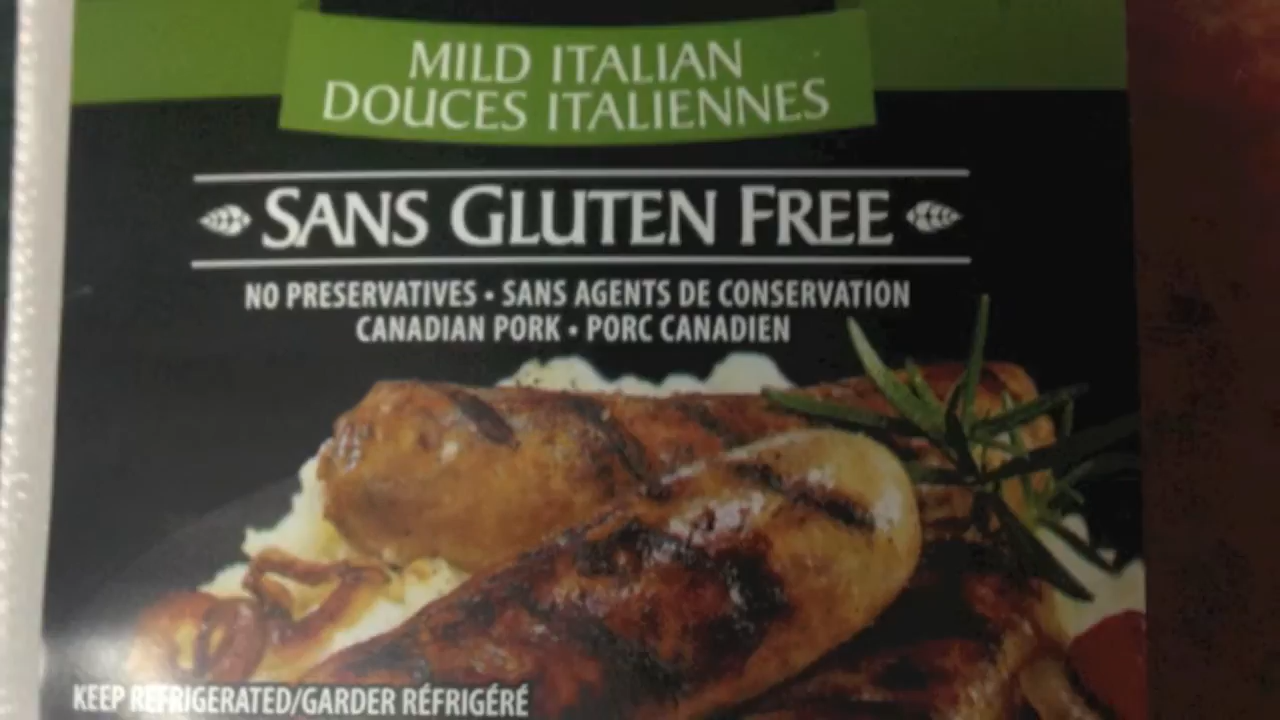 MILD ITALIAN
DOUCES ITALIENNES
SANS GLUTEN FREE
NO PRESERVATIVES • SANS AGENTS DE CONSERVATION
CANADIAN PORK • PORC CANADIEN
KEEP REFRIGERATED/GARDER RÉFRIGÉRÉ